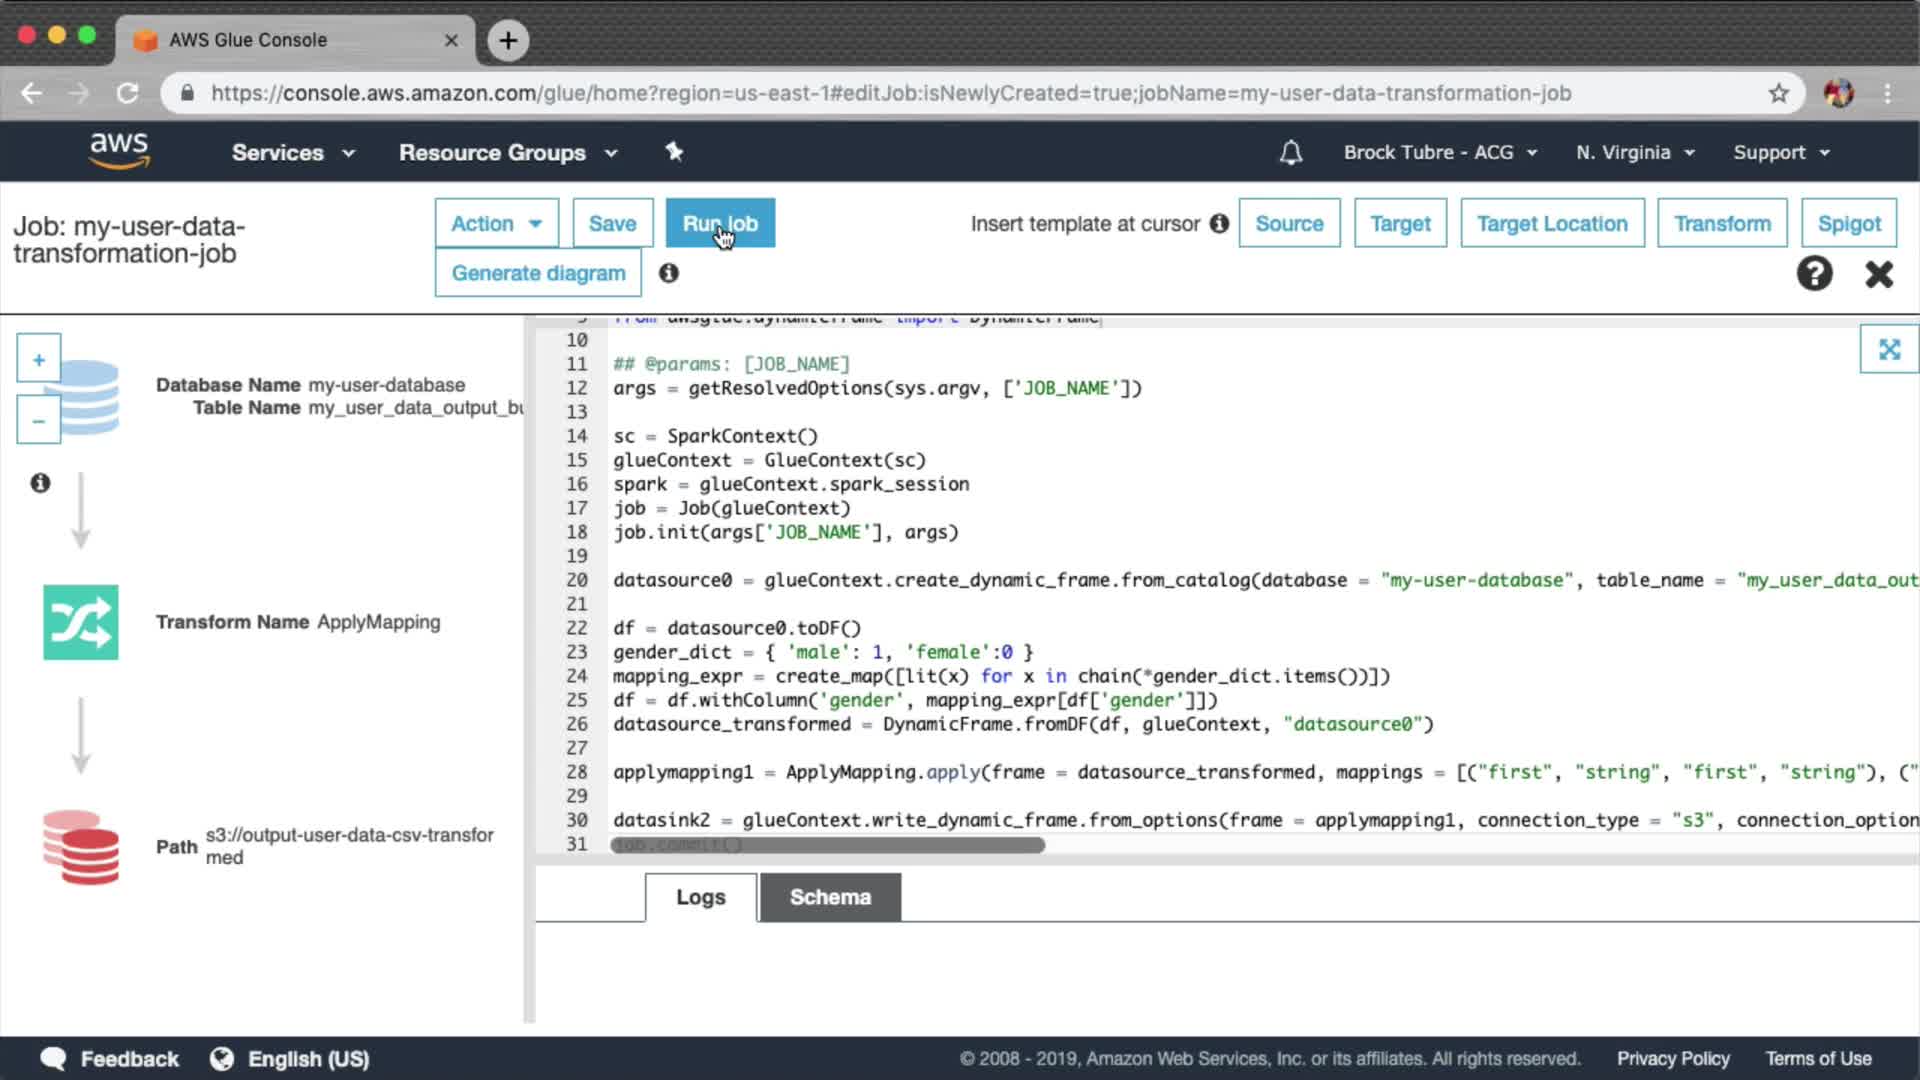 AWS Glue Console
https://console.aws.amazon.com/glue/home?region=us-east-1#editJob:isNewlyCreated=true;jobName=my-user-data-transformation-job
aws
Services
Resource Groups
Brock Tubre - ACG
N. Virginia
Support
Job: my-user-data-
transformation-job
Action
Save
Run job
Generate diagram
Insert template at cursor
Source
Target
Target Location
Transform
Spigot
Database Name my-user-database
Table Name my_user_data_output_bu
Transform Name ApplyMapping
Path s3://output-user-data-csv-transfor
med
9 from awsglue.dynamicframe import DynamicFrame
10
11 ## @params: [JOB_NAME]
12 args = getResolvedOptions(sys.argv, ['JOB_NAME'])
13
14 sc = SparkContext()
15 glueContext = GlueContext(sc)
16 spark = glueContext.spark_session
17 job = Job(glueContext)
18 job.init(args['JOB_NAME'], args)
19
20 datasource0 = glueContext.create_dynamic_frame.from_catalog(database = "my-user-database", table_name = "my_user_data_out
21
22 df = datasource0.toDF()
23 gender_dict = { 'male': 1, 'female':0 }
24 mapping_expr = create_map([lit(x) for x in chain(*gender_dict.items())])
25 df = df.withColumn('gender', mapping_expr[df['gender']])
26 datasource_transformed = DynamicFrame.fromDF(df, glueContext, "datasource0")
27
28 applymapping1 = ApplyMapping.apply(frame = datasource_transformed, mappings = [("first", "string", "first", "string"), ("
29
30 datasink2 = glueContext.write_dynamic_frame.from_options(frame = applymapping1, connection_type = "s3", connection_option
31 job.commit()
Logs
Schema
Feedback
English (US)
© 2008 - 2019, Amazon Web Services, Inc. or its affiliates. All rights reserved.
Privacy Policy
Terms of Use